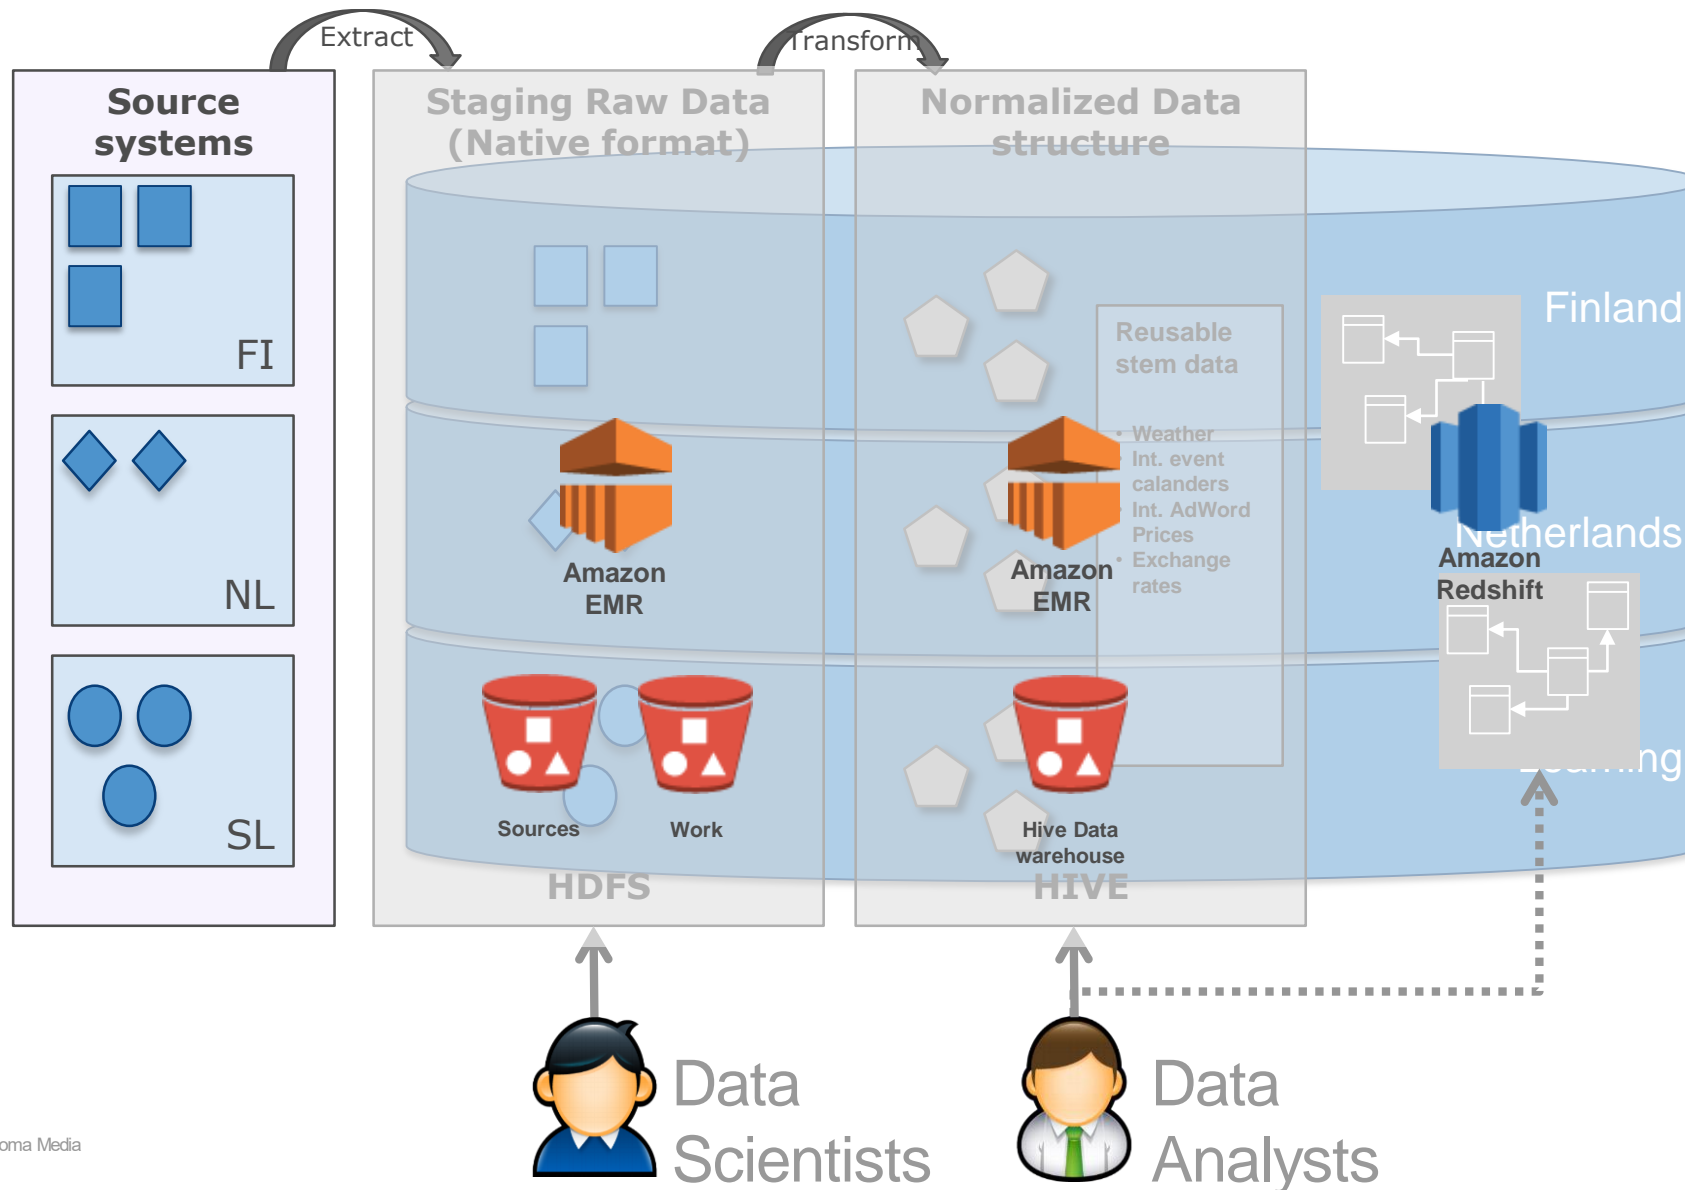 Extract
Transform
Source
systems
FI
NL
SL
Staging Raw Data
(Native format)
Amazon
EMR
Sources
Work
HDFS
Normalized Data
structure
Reusable
stem data
• Weather
• Int. event
calanders
• Int. AdWord
Prices
• Exchange
rates
Amazon
EMR
Hive Data
warehouse
HIVE
Finland
Netherlands
Amazon
Redshift
Learning
Data
Scientists
Data
Analysts
oma Media